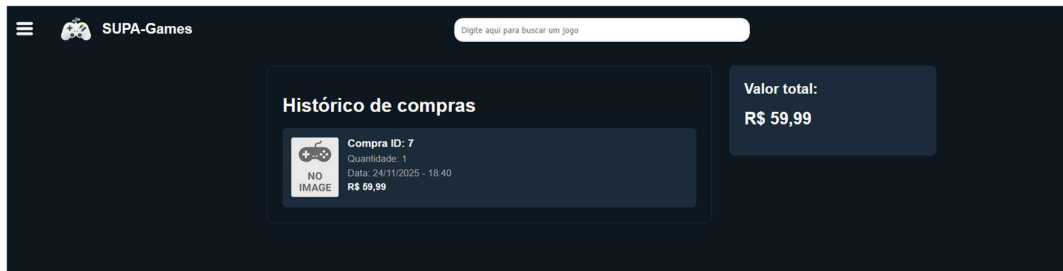 SUPA-Games
Digite aqui para buscar um jogo
Histórico de compras
NO
IMAGE
Compra ID: 7
Quantidade: 1
Data: 24/11/2025 - 18:40
R$ 59,99
Valor total:
R$ 59,99